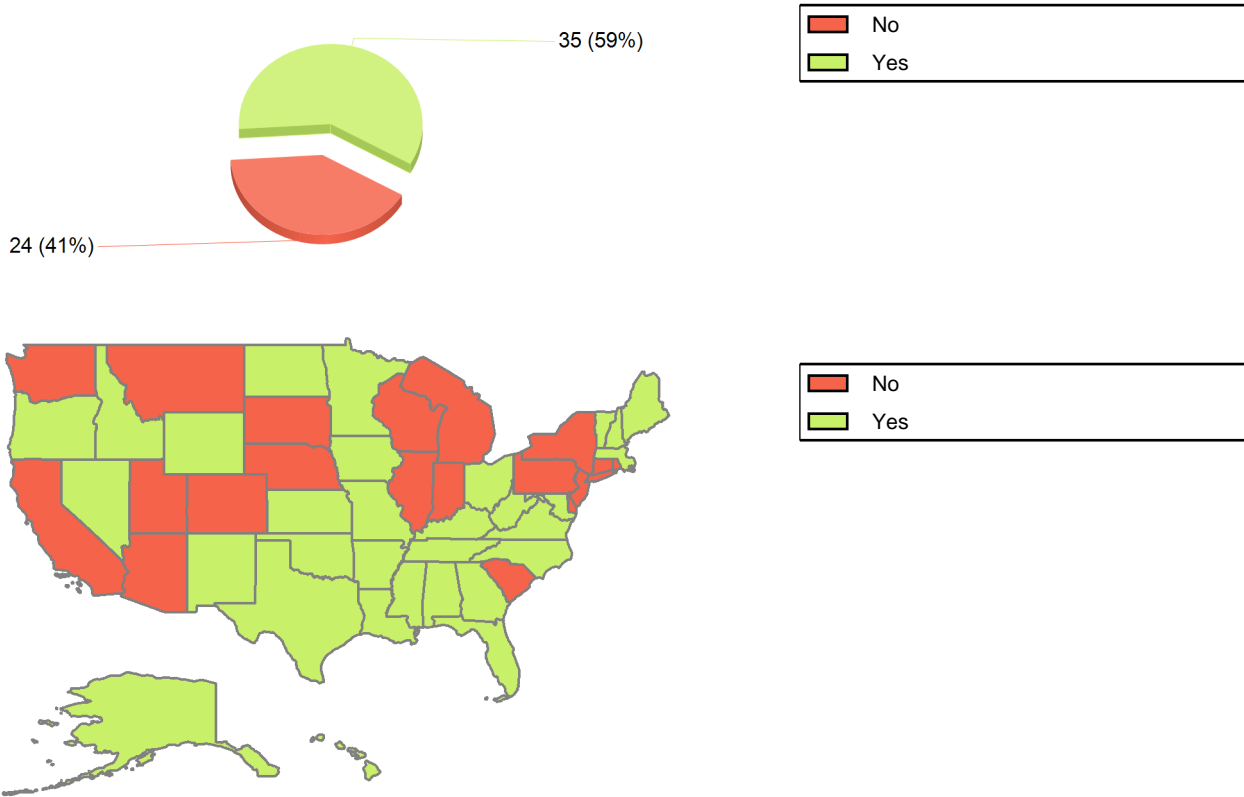 35 (59%)
24 (41%)
No
Yes
No
Yes